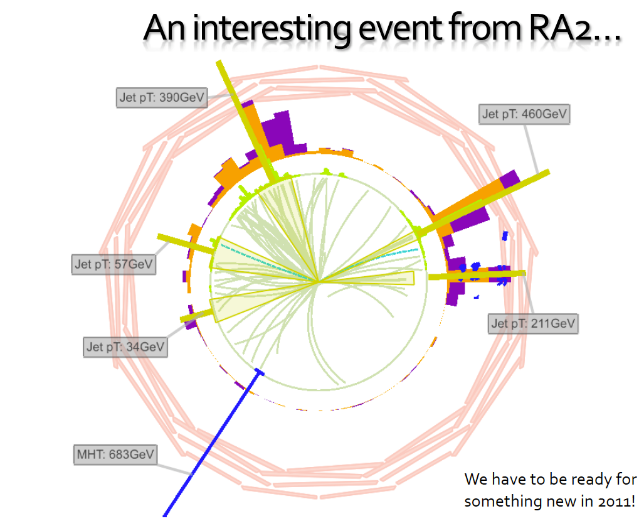 An interesting event from RA2...
Jet pT: 390GeV
Jet pT: 460GeV
Jet pT: 57GeV
Jet pT: 211GeV
Jet pT: 34GeV
MHT: 683GeV
We have to be ready for
something new in 2011!